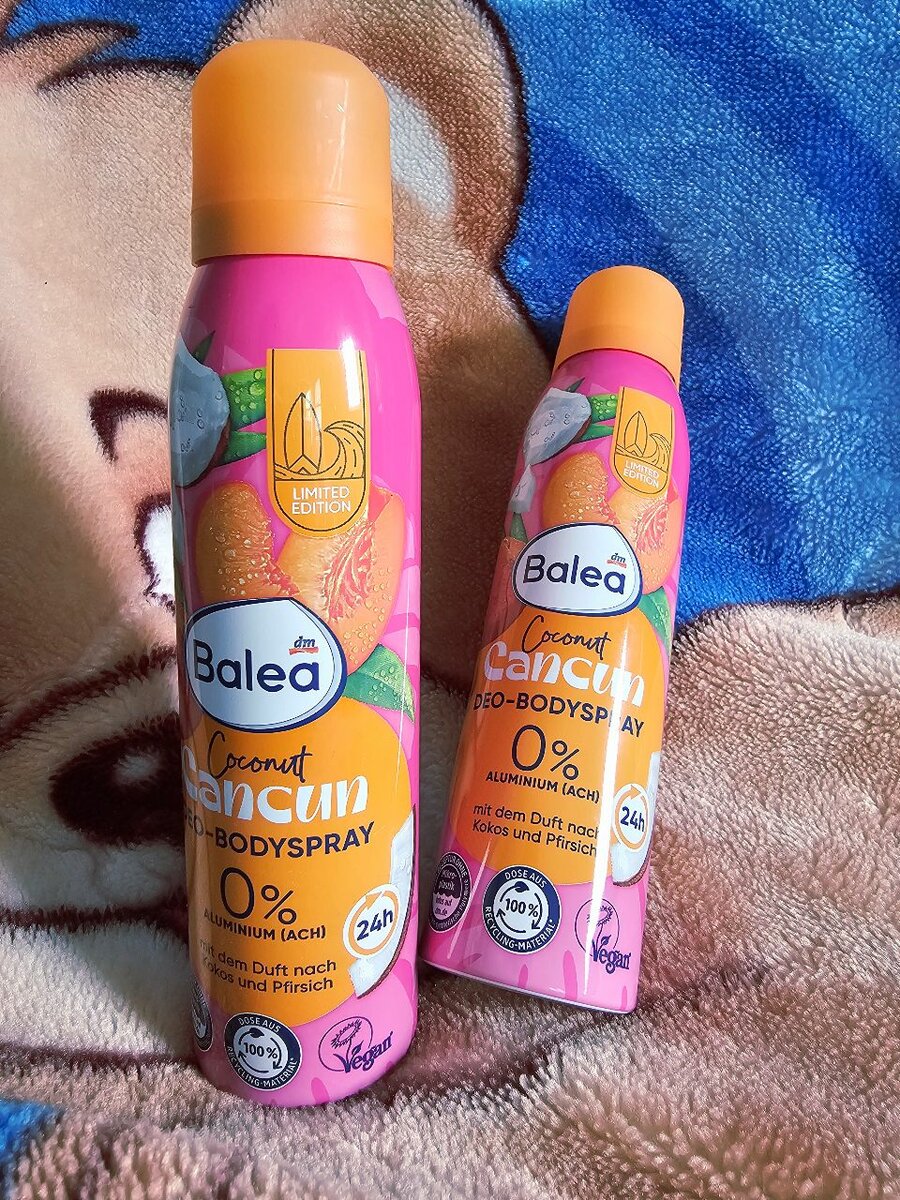 LIMITED
EDITION
dm
Balea
Coconut
Cancun
DEO-BODYSPRAY
0%
ALUMINIUM (ACH)
24h
mit dem Duft nach
Kokos und Pfirsich
DOSE AUS
100%
RECYCLING-MATERIAL*
Vegan
LIMITED
EDITION
dm
Balea
Coconut
Cancun
DEO-BODYSPRAY
0%
ALUMINIUM (ACH)
24h
mit dem Duft nach
Kokos und Pfirsich
DOSE AUS
100%
RECYCLING-MATERIAL*
Vegan